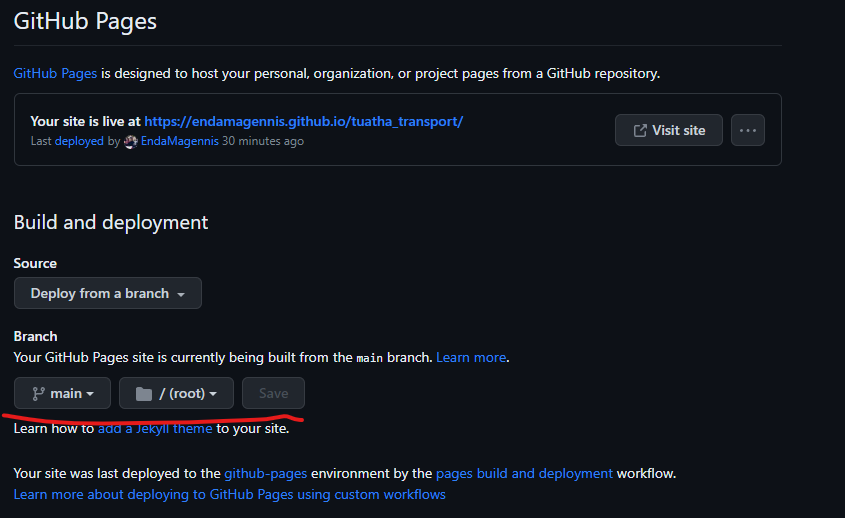 GitHub Pages
GitHub Pages is designed to host your personal, organization, or project pages from a GitHub repository.
Your site is live at https://endamagennis.github.io/tuatha_transport/
Last deployed by EndaMagennis 30 minutes ago
Visit site
Build and deployment
Source
Deploy from a branch
Branch
Your GitHub Pages site is currently being built from the main branch. Learn more.
main / (root) Save
Learn how to add a Jekyll theme to your site.
Your site was last deployed to the github-pages environment by the pages build and deployment workflow.
Learn more about deploying to GitHub Pages using custom workflows